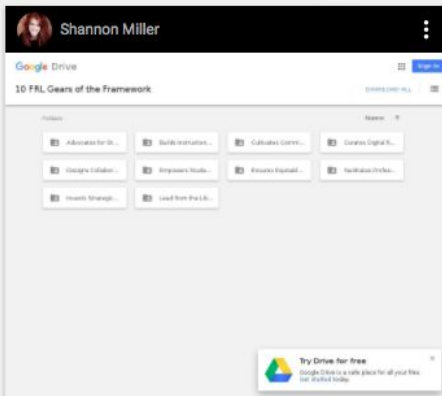 Shannon Miller
Google Drive
Sign in
10 FRL Gears of the Framework
DOWNLOAD ALL
Folders
Name
Advocates for St...
Builds Instruction...
Cultivates Comm...
Curates Digital R...
Designs Collabor...
Empowers Stude...
Ensures Equitabl...
Facilitates Profes...
Invests Strategic...
Lead from the Lib...
Try Drive for free
Google Drive is a safe place for all your files.
Get started today.